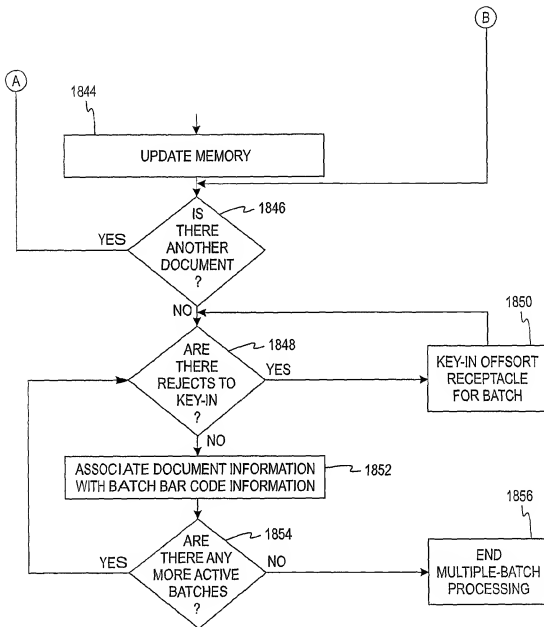 B
A
1844
UPDATE MEMORY
1846
IS
THERE
ANOTHER
DOCUMENT
?
YES
NO
1848
ARE
THERE
REJECTS TO
KEY-IN
?
YES
1850
KEY-IN OFFSORT
RECEPTACLE
FOR BATCH
NO
ASSOCIATE DOCUMENT INFORMATION
WITH BATCH BAR CODE INFORMATION
1852
1854
ARE
THERE ANY
MORE ACTIVE
BATCHES
?
YES
NO
1856
END
MULTIPLE-BATCH
PROCESSING